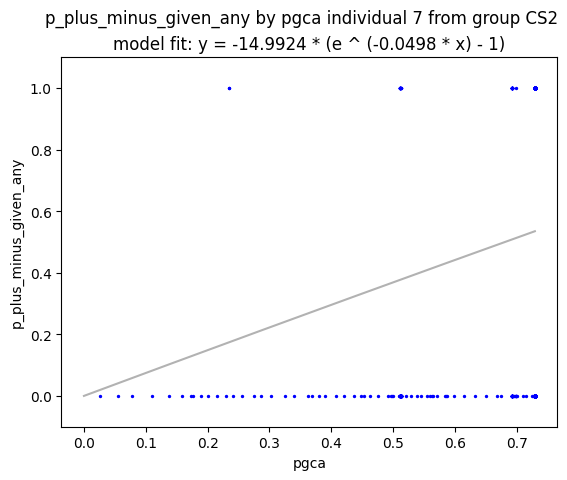 p_plus_minus_given_any by pgca individual 7 from group CS2
model fit: y = -14.9924 * (e ^ (-0.0498 * x) - 1)
1.0
0.8
0.6
0.4
0.2
0.0
p_plus_minus_given_any
0.0 0.1 0.2 0.3 0.4 0.5 0.6 0.7
pgca